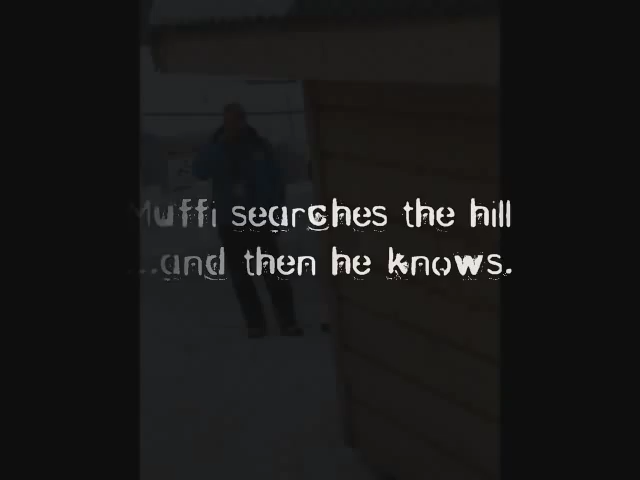 Muffi searches the hill
...and then he knows.